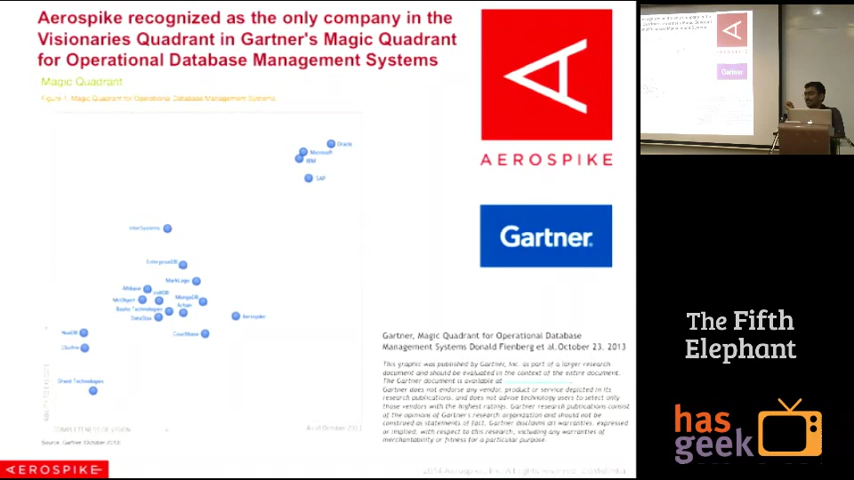 Aerospike recognized as the only company in the
Visionaries Quadrant in Gartner's Magic Quadrant
for Operational Database Management Systems
Magic Quadrant
Figure 1. Magic Quadrant for Operational Database Management Systems
Oracle
Microsoft
IBM
SAP
InterSystems
EnterpriseDB
MarkLogic
MongoDB
Aerospike
DataStax
Clustrix
NuoDB
Orient Technologies
COMPLETENESS OF VISION
As of October 2013
Source: Gartner (October 2013)
AEROSPIKE
Gartner
Gartner, Magic Quadrant for Operational Database
Management Systems Donald Fienberg et al.October 23, 2013
This graphic was published by Gartner, Inc. as part of a larger research
document and should be evaluated in the context of the entire document.
The Gartner document is available at
Gartner does not endorse any vendor, product or service depicted in its
research publications, and does not advise technology users to select only
those vendors with the highest ratings. Gartner research publications consist
of the opinions of Gartner's research organization and should not be
construed as statements of fact. Gartner disclaims all warranties, expressed
or implied, with respect to this research, including any warranties of
merchantability or fitness for a particular purpose.
AEROSPIKE
The Fifth
Elephant
has
geek